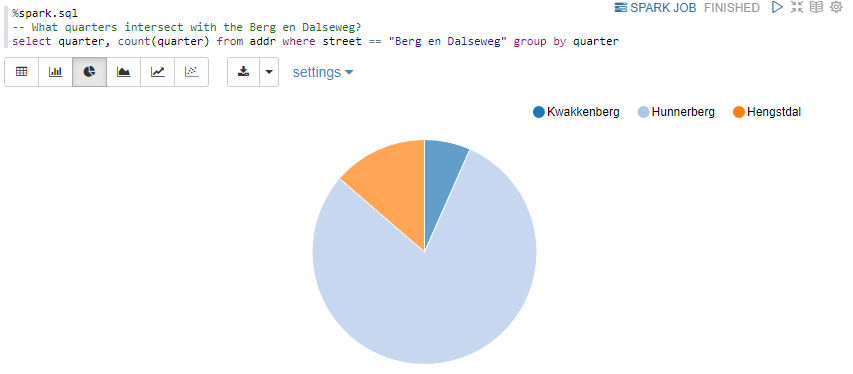 %spark.sql
SPARK JOB FINISHED
-- What quarters intersect with the Berg en Dalseweg?
select quarter, count(quarter) from addr where street == "Berg en Dalseweg" group by quarter
settings
Kwakkenberg Hunnerberg Hengstdal